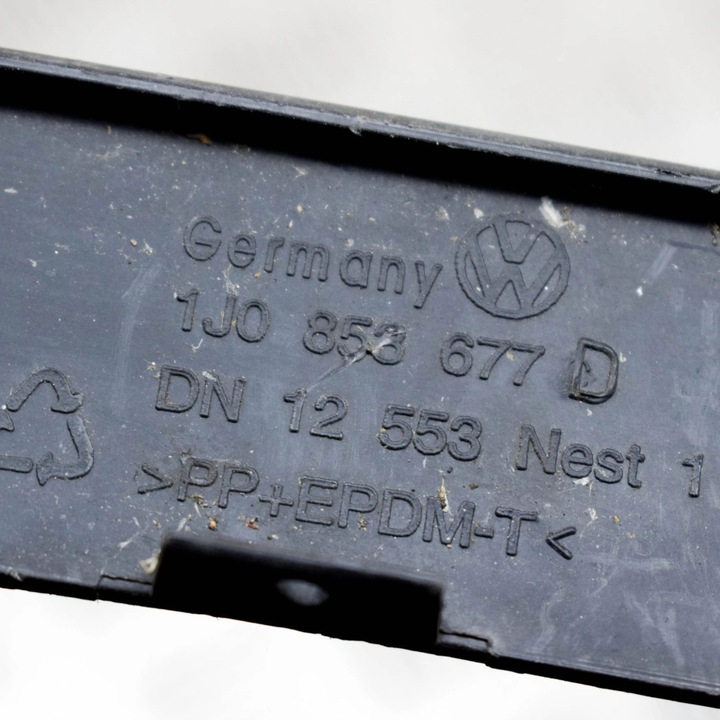 Germany
1J0 853 677 D
DN 12 553 Nest 1
>PP+EPDM-T<